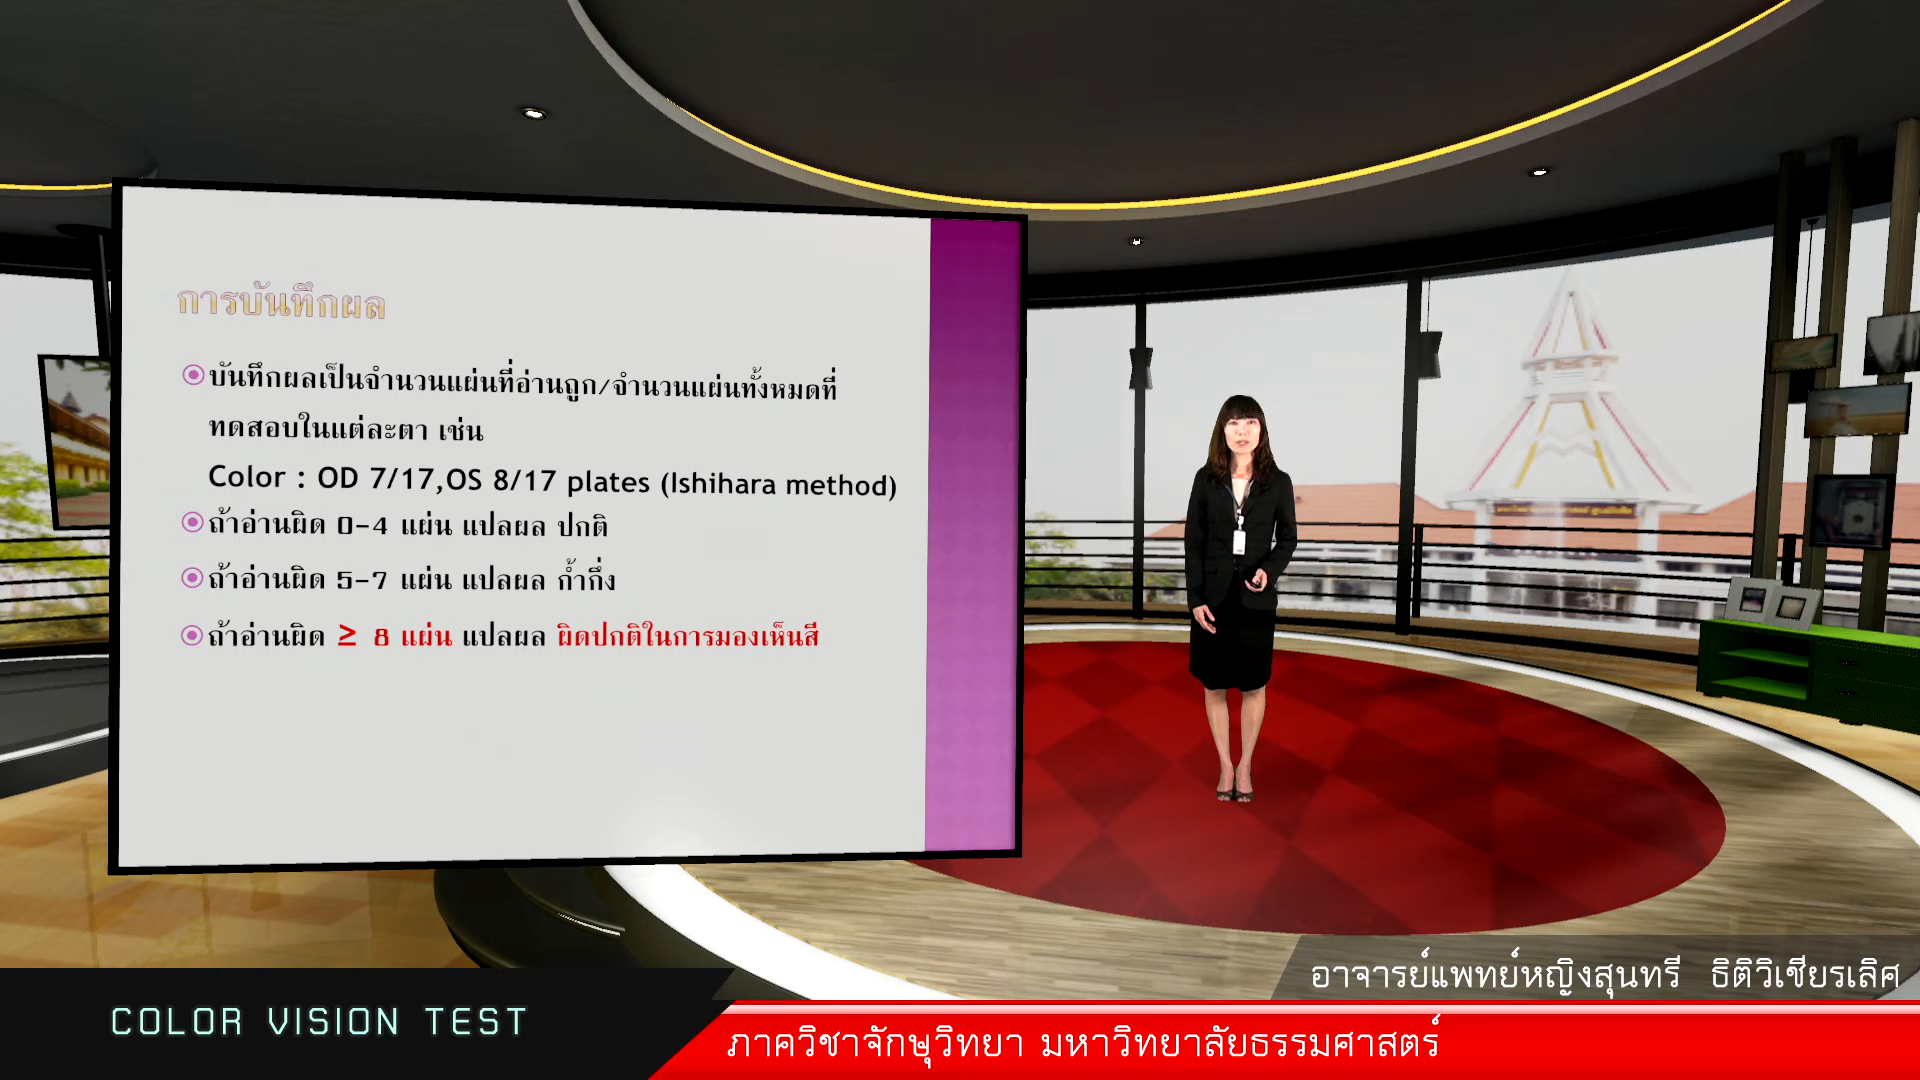 การบันทึกผล
บันทึกผลเป็นจำนวนแผ่นที่อ่านถูก/จำนวนแผ่นทั้งหมดที่
ทดสอบในแต่ละตา เช่น
Color : OD 7/17,OS 8/17 plates (Ishihara method)
ถ้าอ่านผิด 0-4 แผ่น แปลผล ปกติ
ถ้าอ่านผิด 5-7 แผ่น แปลผล ก้ำกึ่ง
ถ้าอ่านผิด ≥ 8 แผ่น แปลผล ผิดปกติในการมองเห็นสี
อาจารย์แพทย์หญิงสุนทรี ธิติวิเชียรเลิศ
COLOR VISION TEST
ภาควิชาจักษุวิทยา มหาวิทยาลัยธรรมศาสตร์